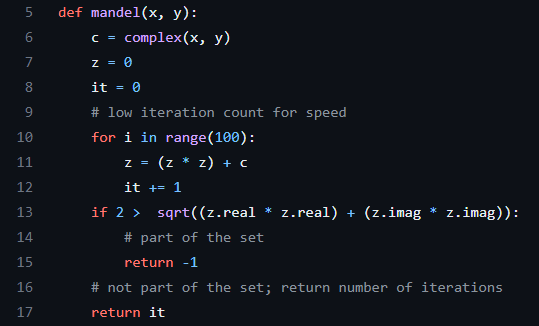 5 def mandel(x, y):
6 c = complex(x, y)
7 z = 0
8 it = 0
9 # low iteration count for speed
10 for i in range(100):
11 z = (z * z) + c
12 it += 1
13 if 2 >  sqrt((z.real * z.real) + (z.imag * z.imag)):
14 # part of the set
15 return -1
16 # not part of the set; return number of iterations
17 return it